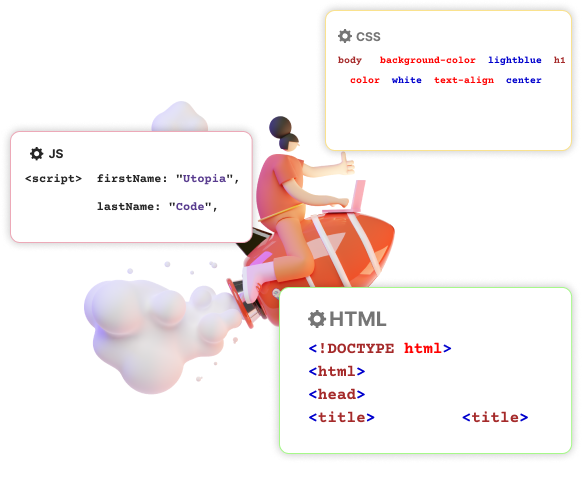 CSS
body background-color lightblue h1
color white text-align center
JS
<script> firstName: "Utopia",
lastName: "Code",
HTML
<!DOCTYPE html>
<html>
<head>
<title> <title>